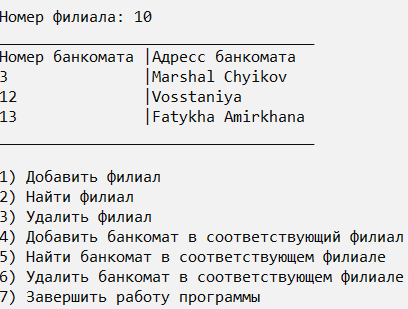 Номер филиала: 10
Номер банкомата |Адресс банкомата
3 |Marshal Chyikov
12 |Vosstaniya
13 |Fatykha Amirkhana
1) Добавить филиал
2) Найти филиал
3) Удалить филиал
4) Добавить банкомат в соответствующий филиал
5) Найти банкомат в соответствующем филиале
6) Удалить банкомат в соответствующем филиале
7) Завершить работу программы